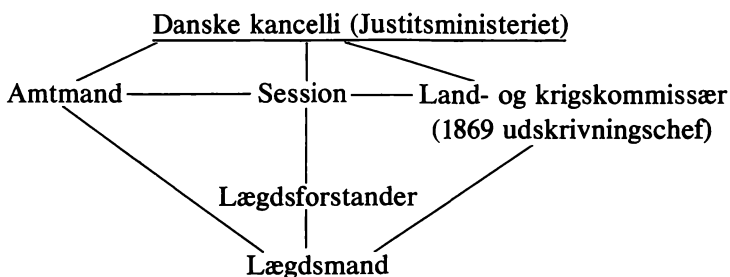 Danske kancelli (Justitsministeriet)
Amtmand Session Land- og krigskommissær
(1869 udskrivningschef)
Lægdsforstander
Lægdsmand